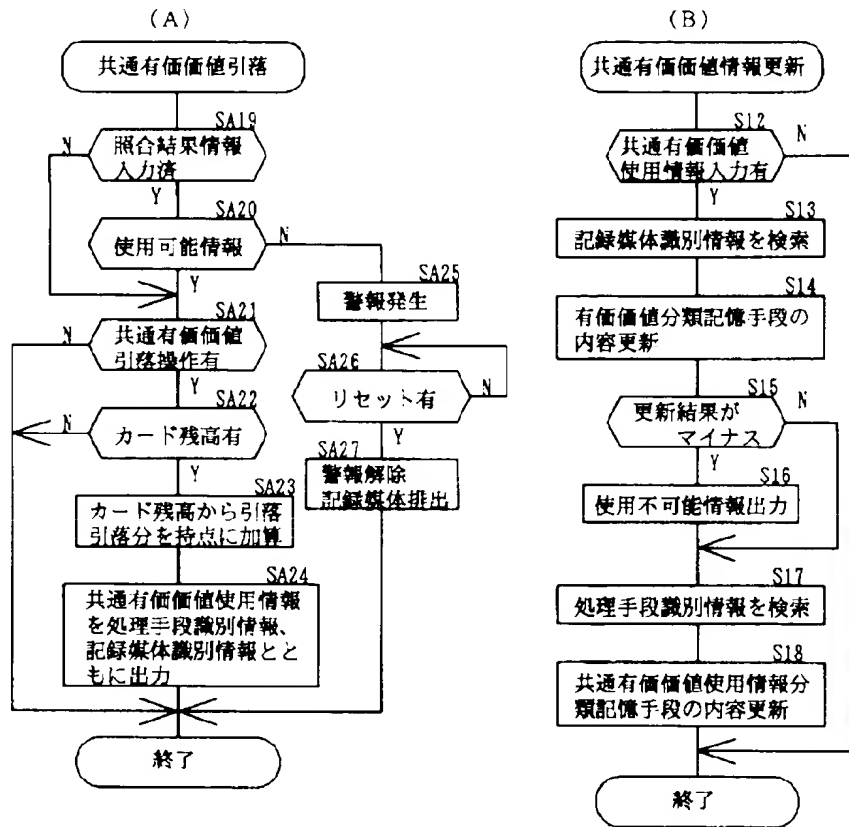 (A)
共通有価価値引落
SA19
照合結果情報
入力済
N
Y
SA20
使用可能情報
N
Y
SA25
警報発生
SA21
共通有価価値
引落操作有
N
Y
SA26
リセット有
N
Y
SA22
カード残高有
N
Y
SA27
警報解除
記録媒体排出
SA23
カード残高から引落
引落分を持点に加算
SA24
共通有価価値使用情報
を処理手段識別情報、
記録媒体識別情報とと
もに出力
終了
(B)
共通有価価値情報更新
S12
共通有価価値
使用情報入力有
N
Y
S13
記録媒体識別情報を検索
S14
有価価値分類記憶手段の
内容更新
S15
更新結果が
マイナス
N
Y
S16
使用不可能情報出力
S17
処理手段識別情報を検索
S18
共通有価価値使用情報分
類記憶手段の内容更新
終了